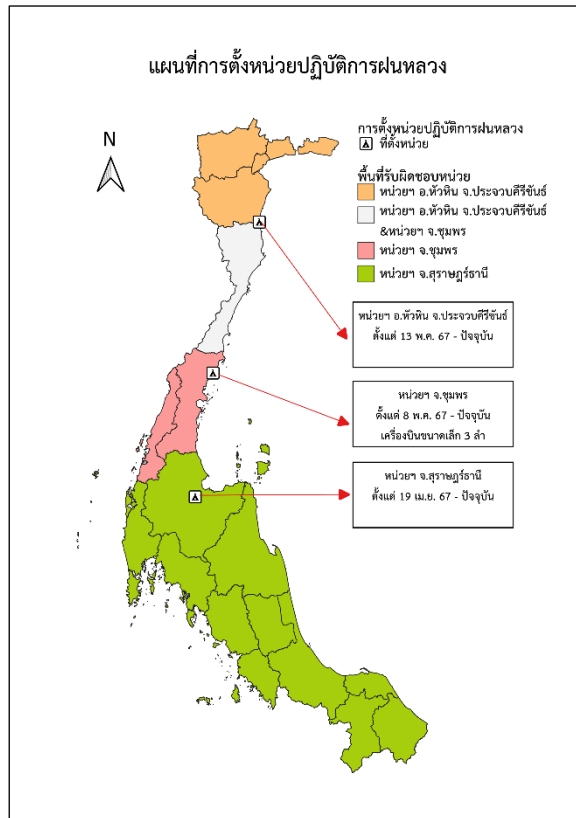 แผนที่การตั้งหน่วยปฏิบัติการฝนหลวง
N
การตั้งหน่วยปฏิบัติการฝนหลวง
ที่ตั้งหน่วย
พื้นที่รับผิดชอบหน่วย
หน่วยฯ อ.หัวหิน จ.ประจวบคีรีขันธ์
หน่วยฯ อ.หัวหิน จ.ประจวบคีรีขันธ์
&หน่วยฯ จ.ชุมพร
หน่วยฯ จ.ชุมพร
หน่วยฯ จ.สุราษฎร์ธานี
หน่วยฯ อ.หัวหิน จ.ประจวบคีรีขันธ์
ตั้งแต่ 13 พ.ค. 67 - ปัจจุบัน
หน่วยฯ จ.ชุมพร
ตั้งแต่ 8 พ.ค. 67 - ปัจจุบัน
เครื่องบินขนาดเล็ก 3 ลำ
หน่วยฯ จ.สุราษฎร์ธานี
ตั้งแต่ 19 เม.ย. 67 - ปัจจุบัน